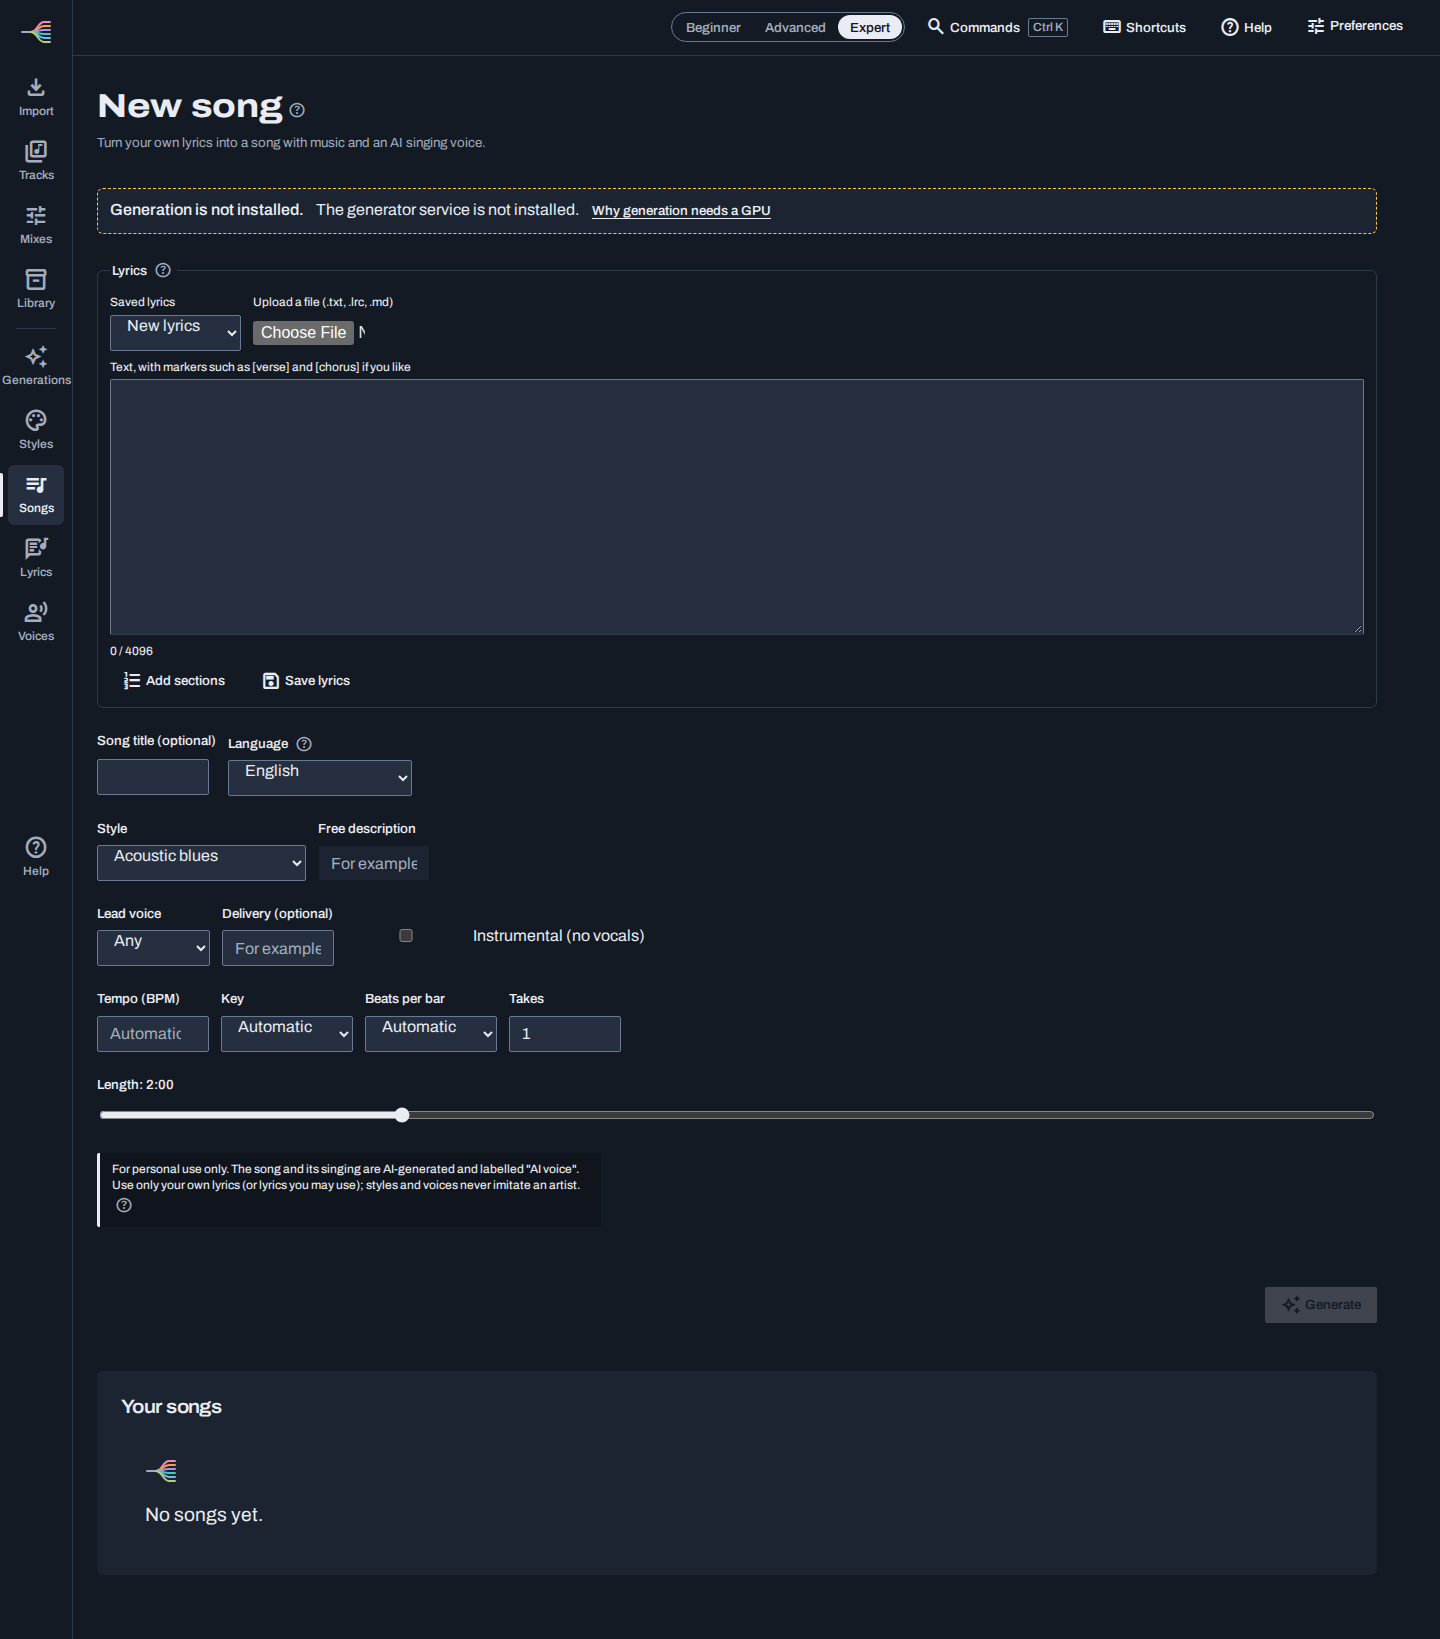 Beginner Advanced Expert Commands Ctrl K Shortcuts Help Preferences
Import
Tracks
Mixes
Library
Generations
Styles
Songs
Lyrics
Voices
Help
New song
Turn your own lyrics into a song with music and an AI singing voice.
Generation is not installed. The generator service is not installed. Why generation needs a GPU
Lyrics
Saved lyrics Upload a file (.txt, .lrc, .md)
New lyrics Choose File N
Text, with markers such as [verse] and [chorus] if you like
0 / 4096
Add sections Save lyrics
Song title (optional) Language
English
Style Free description
Acoustic blues For example
Lead voice Delivery (optional)
Any For example Instrumental (no vocals)
Tempo (BPM) Key Beats per bar Takes
Automatic Automatic Automatic 1
Length: 2:00
For personal use only. The song and its singing are AI-generated and labelled "AI voice".
Use only your own lyrics (or lyrics you may use); styles and voices never imitate an artist.
Generate
Your songs
No songs yet.